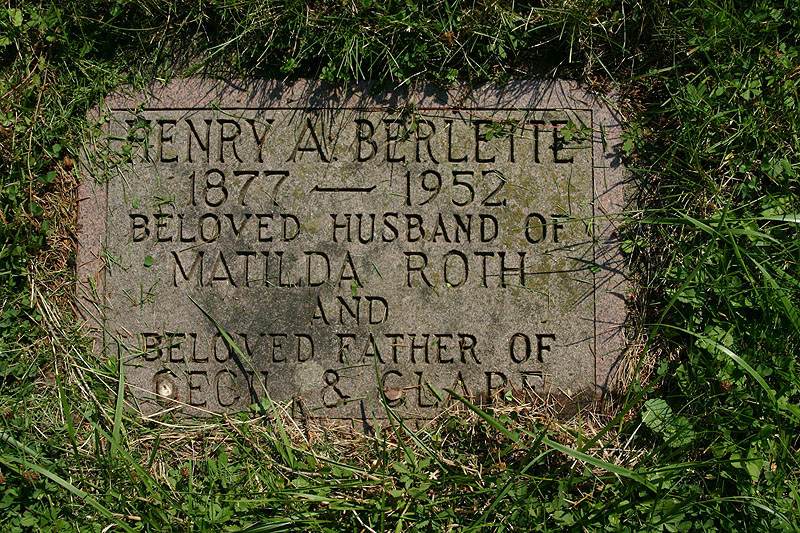 HENRY A. BERLETTE
1877 — 1952
BELOVED HUSBAND OF
MATILDA ROTH
AND
BELOVED FATHER OF
CECIL & CLARE